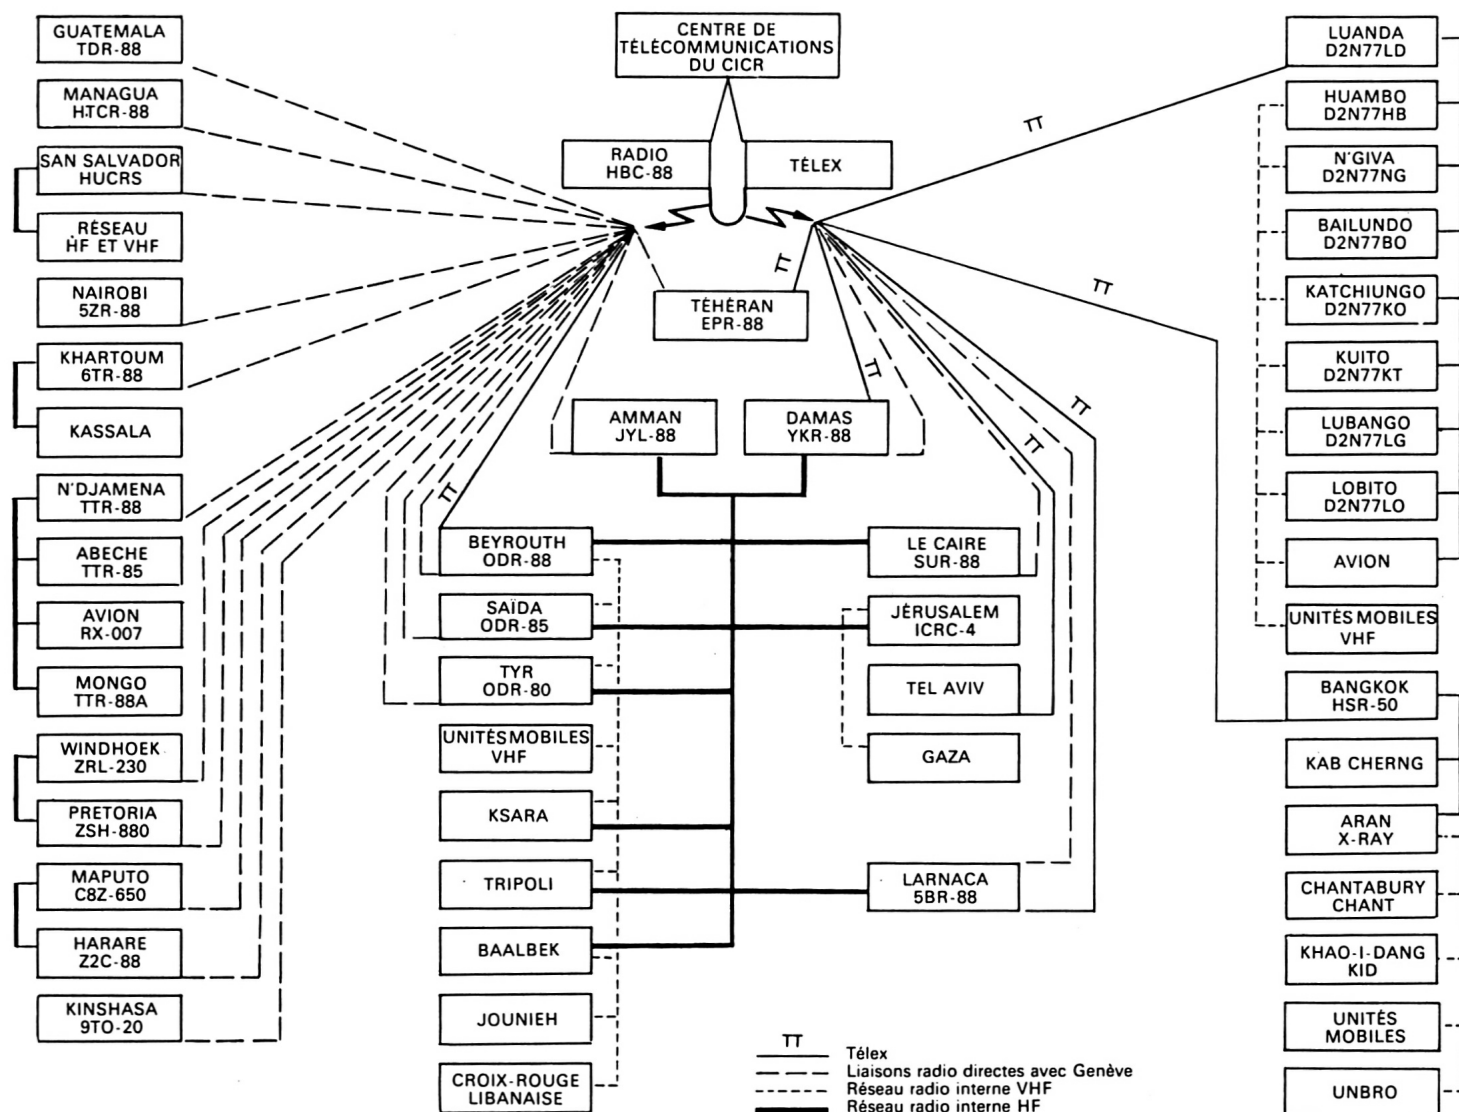 CENTRE DE
TÉLÉCOMMUNICATIONS
DU CICR
RADIO
HBC-88
TÉLEX
GUATEMALA
TDR-88
MANAGUA
HTCR-88
SAN SALVADOR
HUCRS
RÉSEAU
HF ET VHF
NAIROBI
5ZR-88
KHARTOUM
6TR-88
KASSALA
N'DJAMENA
TTR-88
ABECHE
TTR-85
AVION
RX-007
MONGO
TTR-88A
WINDHOEK
ZRL-230
PRETORIA
ZSH-880
MAPUTO
C8Z-650
HARARE
Z2C-88
KINSHASA
9TO-20
TT
TÉHÉRAN
EPR-88
TT
AMMAN
JYL-88
DAMAS
YKR-88
TT
BEYROUTH
ODR-88
SAÏDA
ODR-85
TYR
ODR-80
UNITÉS MOBILES
VHF
KSARA
TRIPOLI
BAALBEK
JOUNIEH
CROIX-ROUGE
LIBANAISE
TT
TT
LE CAIRE
SUR-88
JÉRUSALEM
ICRC-4
TEL AVIV
GAZA
LARNACA
5BR-88
TT
TT
LUANDA
D2N77LD
HUAMBO
D2N77HB
N'GIVA
D2N77NG
BAILUNDO
D2N77BO
KATCHIUNGO
D2N77KO
KUITO
D2N77KT
LUBANGO
D2N77LG
LOBITO
D2N77LO
AVION
UNITÉS MOBILES
VHF
BANGKOK
HSR-50
KAB CHERNG
ARAN
X-RAY
CHANTABURY
CHANT
KHAO-I-DANG
KID
UNITÉS
MOBILES
UNBRO
TT
Télex
Liaisons radio directes avec Genève
Réseau radio interne VHF
Réseau radio interne HF